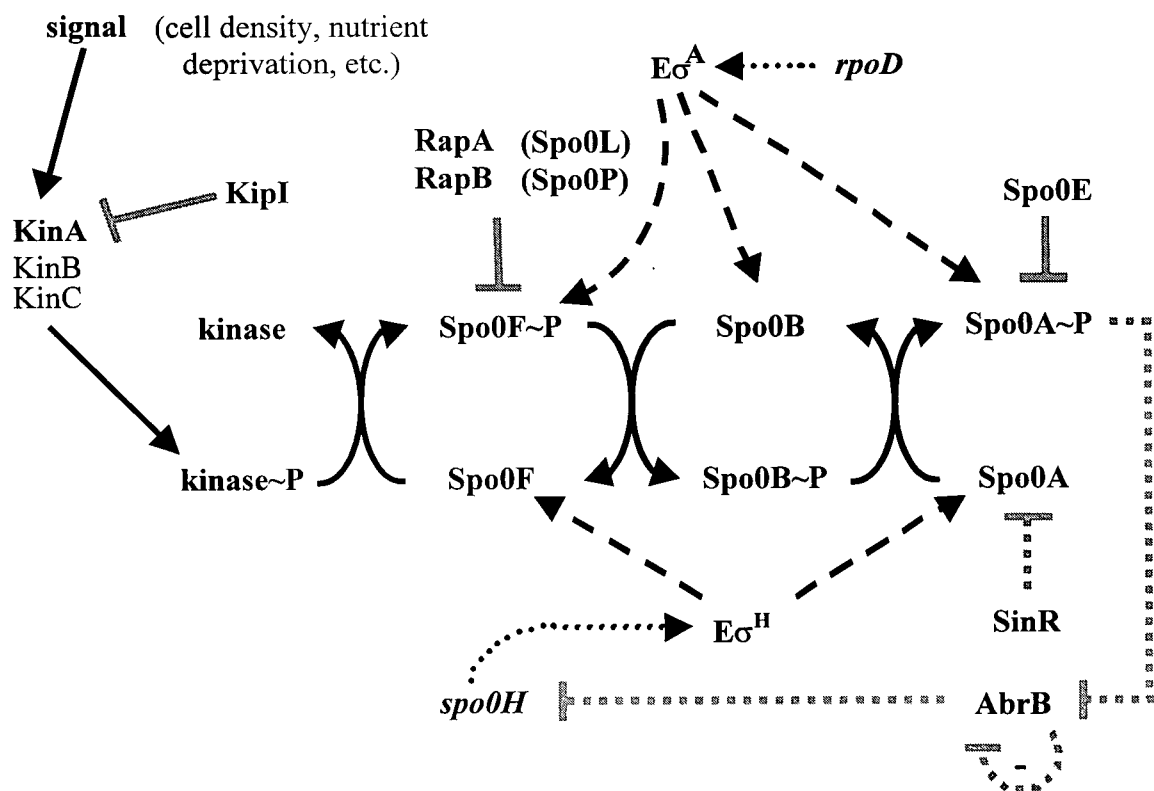 signal (cell density, nutrient
deprivation, etc.)
Eσ^A
rpoD
RapA (Spo0L)
RapB (Spo0P)
KipI
Spo0E
KinA
KinB
KinC
kinase
Spo0F~P
Spo0B
Spo0A~P
kinase~P
Spo0F
Spo0B~P
Spo0A
Eσ^H
SinR
spo0H
AbrB
-